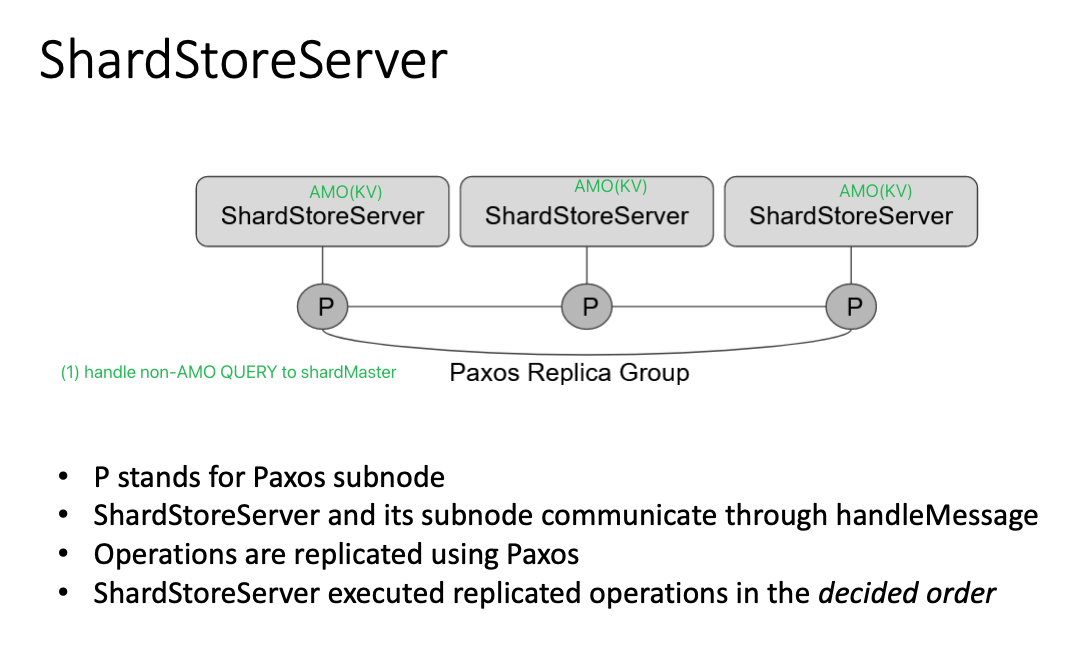 ShardStoreServer
AMO(KV)
ShardStoreServer
AMO(KV)
ShardStoreServer
AMO(KV)
ShardStoreServer
P
P
P
(1) handle non-AMO QUERY to shardMaster
Paxos Replica Group
• P stands for Paxos subnode
• ShardStoreServer and its subnode communicate through handleMessage
• Operations are replicated using Paxos
• ShardStoreServer executed replicated operations in the decided order